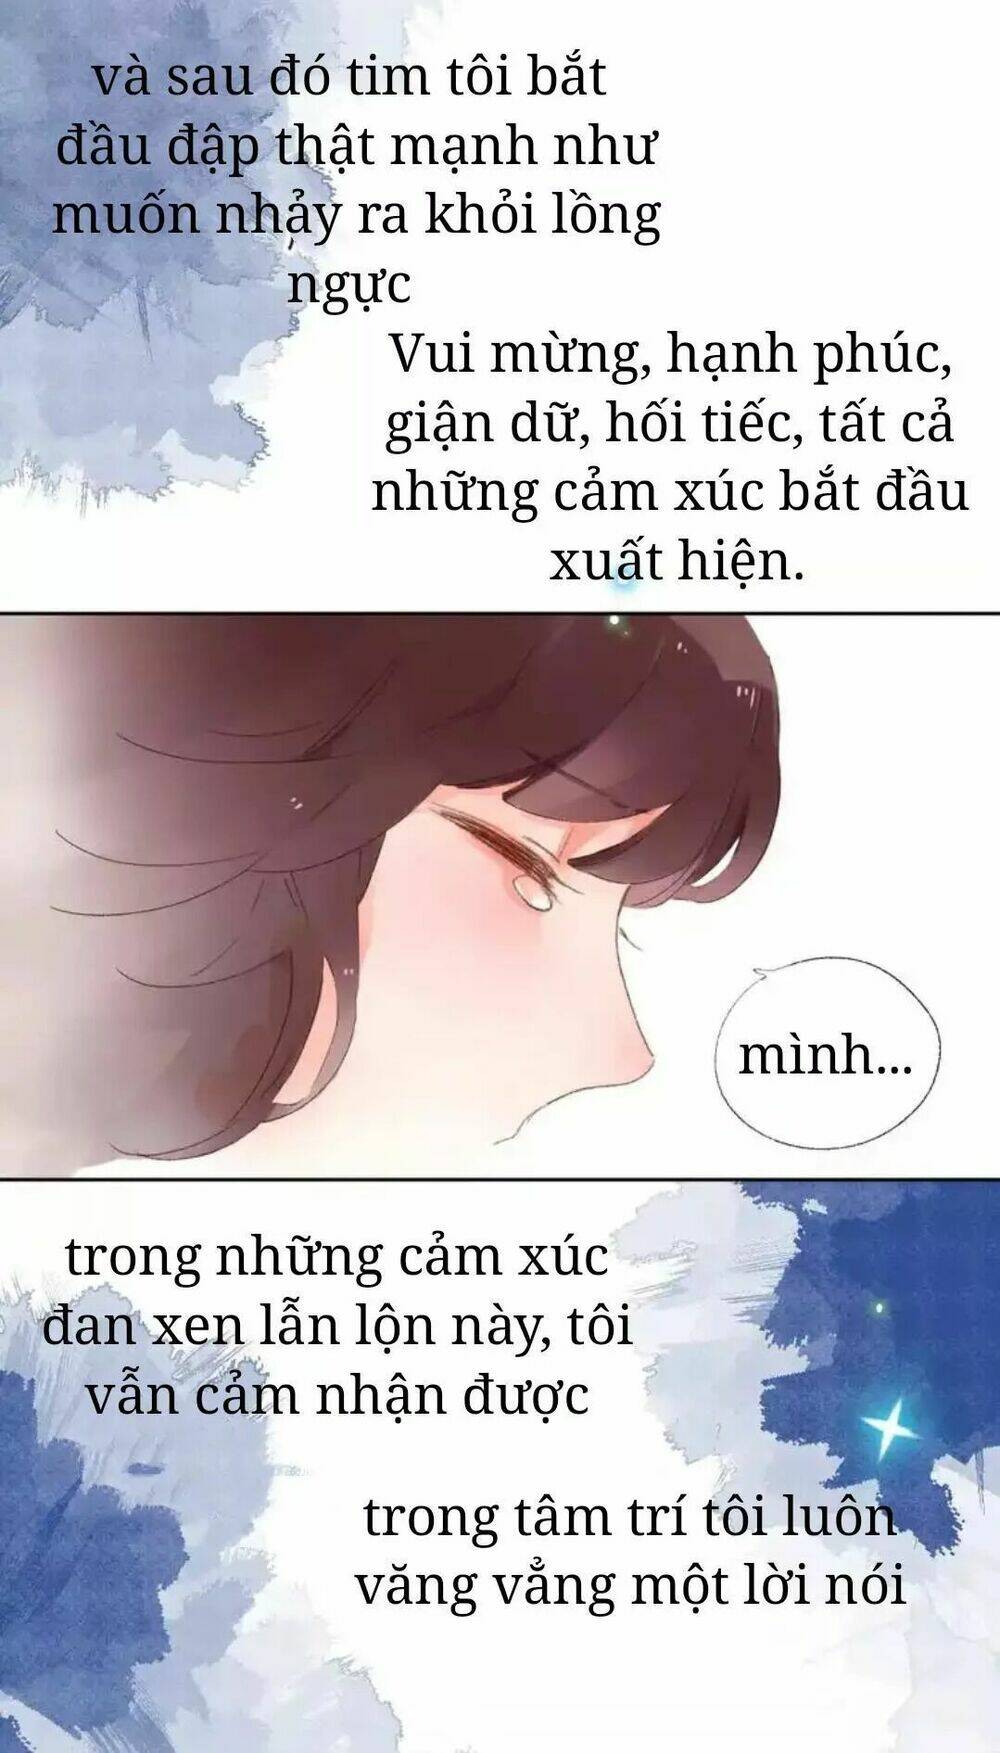 và sau đó tim tôi bắt
đầu đập thật mạnh như
muốn nhảy ra khỏi lồng
ngực
Vui mừng, hạnh phúc,
giận dữ, hối tiếc, tất cả
những cảm xúc bắt đầu
xuất hiện.
mình...
trong những cảm xúc
đan xen lẫn lộn này, tôi
vẫn cảm nhận được
trong tâm trí tôi luôn
văng vẳng một lời nói